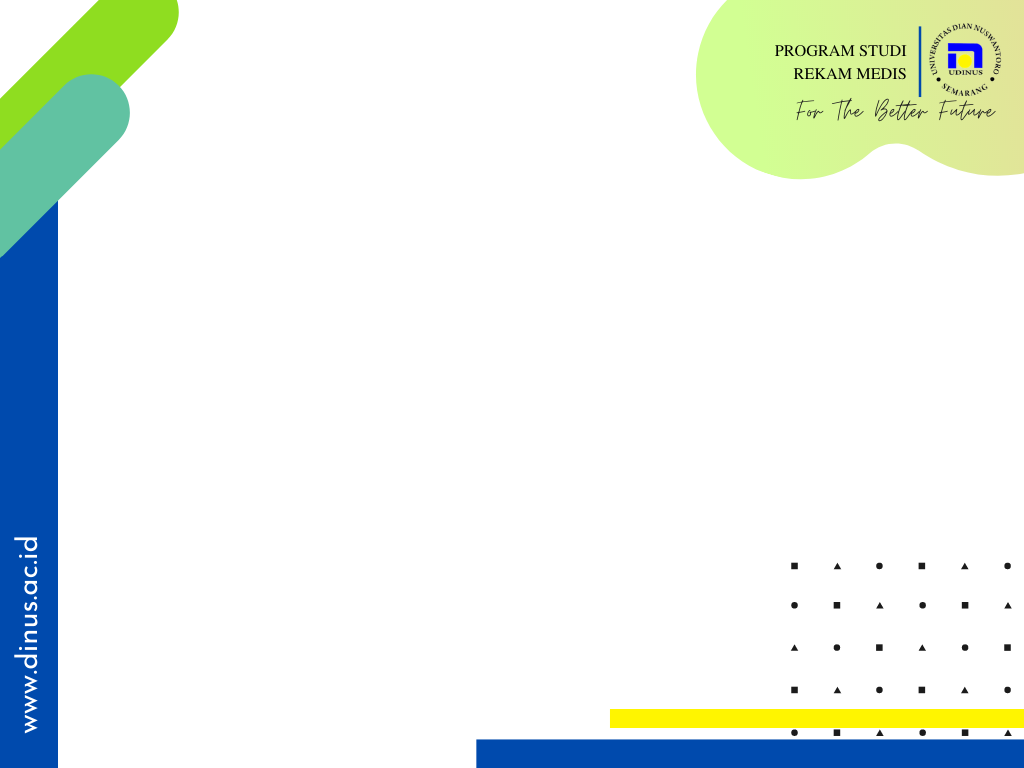 PROGRAM STUDI
REKAM MEDIS
UNIVERSITAS DIAN NUSWANTORO
UDINUS
SEMARANG
For The Better Future
www.dinus.ac.id